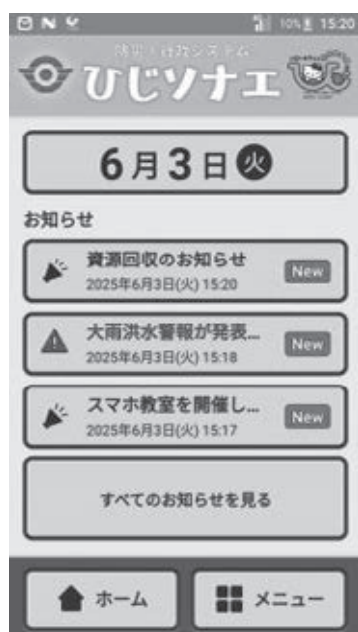 10% 15:20
防災・行政システム
ひじソナエ
6月3日火
お知らせ
資源回収のお知らせ
2025年6月3日(火) 15:20
New
大雨洪水警報が発表...
2025年6月3日(火) 15:18
New
スマホ教室を開催し...
2025年6月3日(火) 15:17
New
すべてのお知らせを見る
ホーム
メニュー